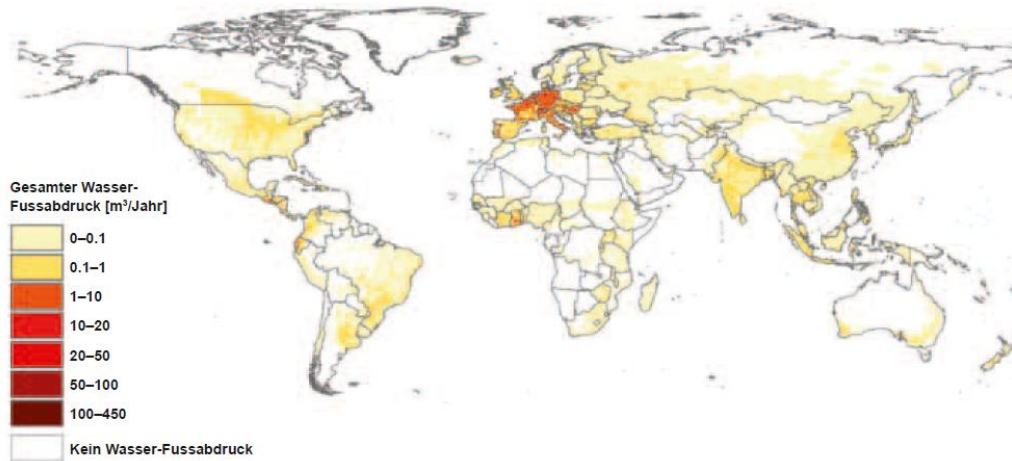 Gesamter Wasser-
Fussabdruck [m³/Jahr]
0–0.1
0.1–1
1–10
10–20
20–50
50–100
100–450
Kein Wasser-Fussabdruck